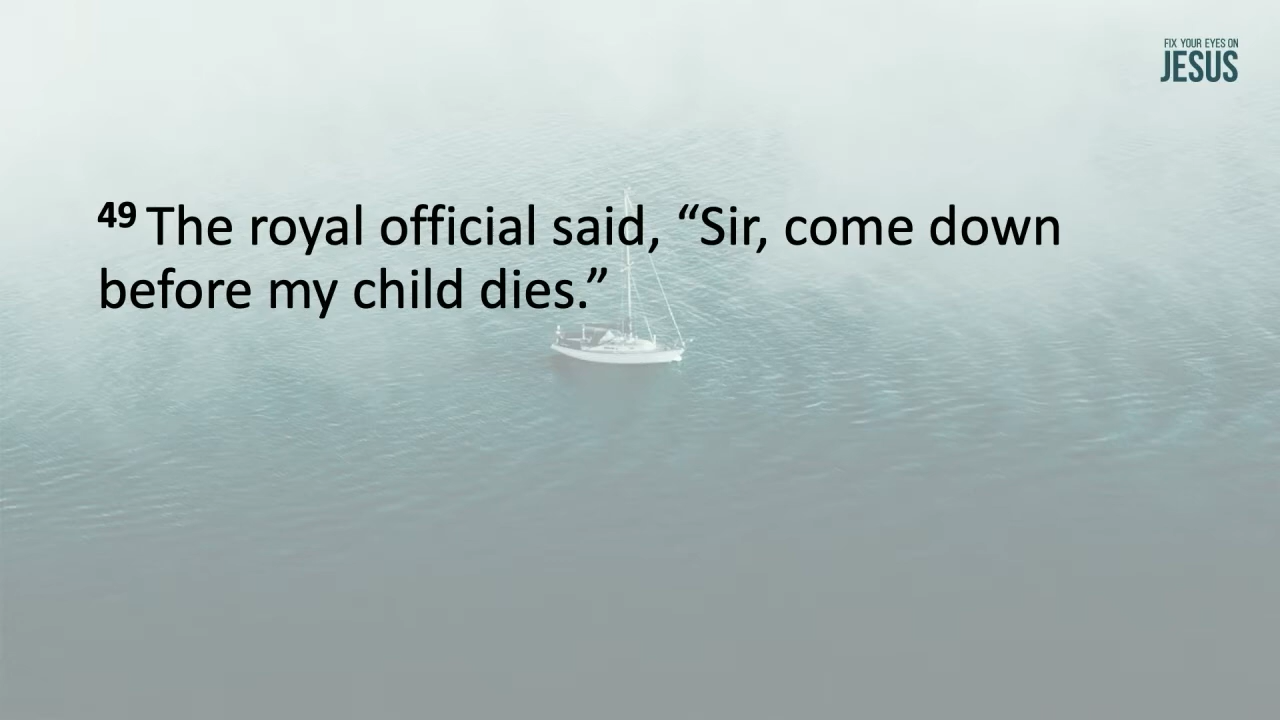 FIX YOUR EYES ON
JESUS
49 The royal official said, “Sir, come down
before my child dies.”